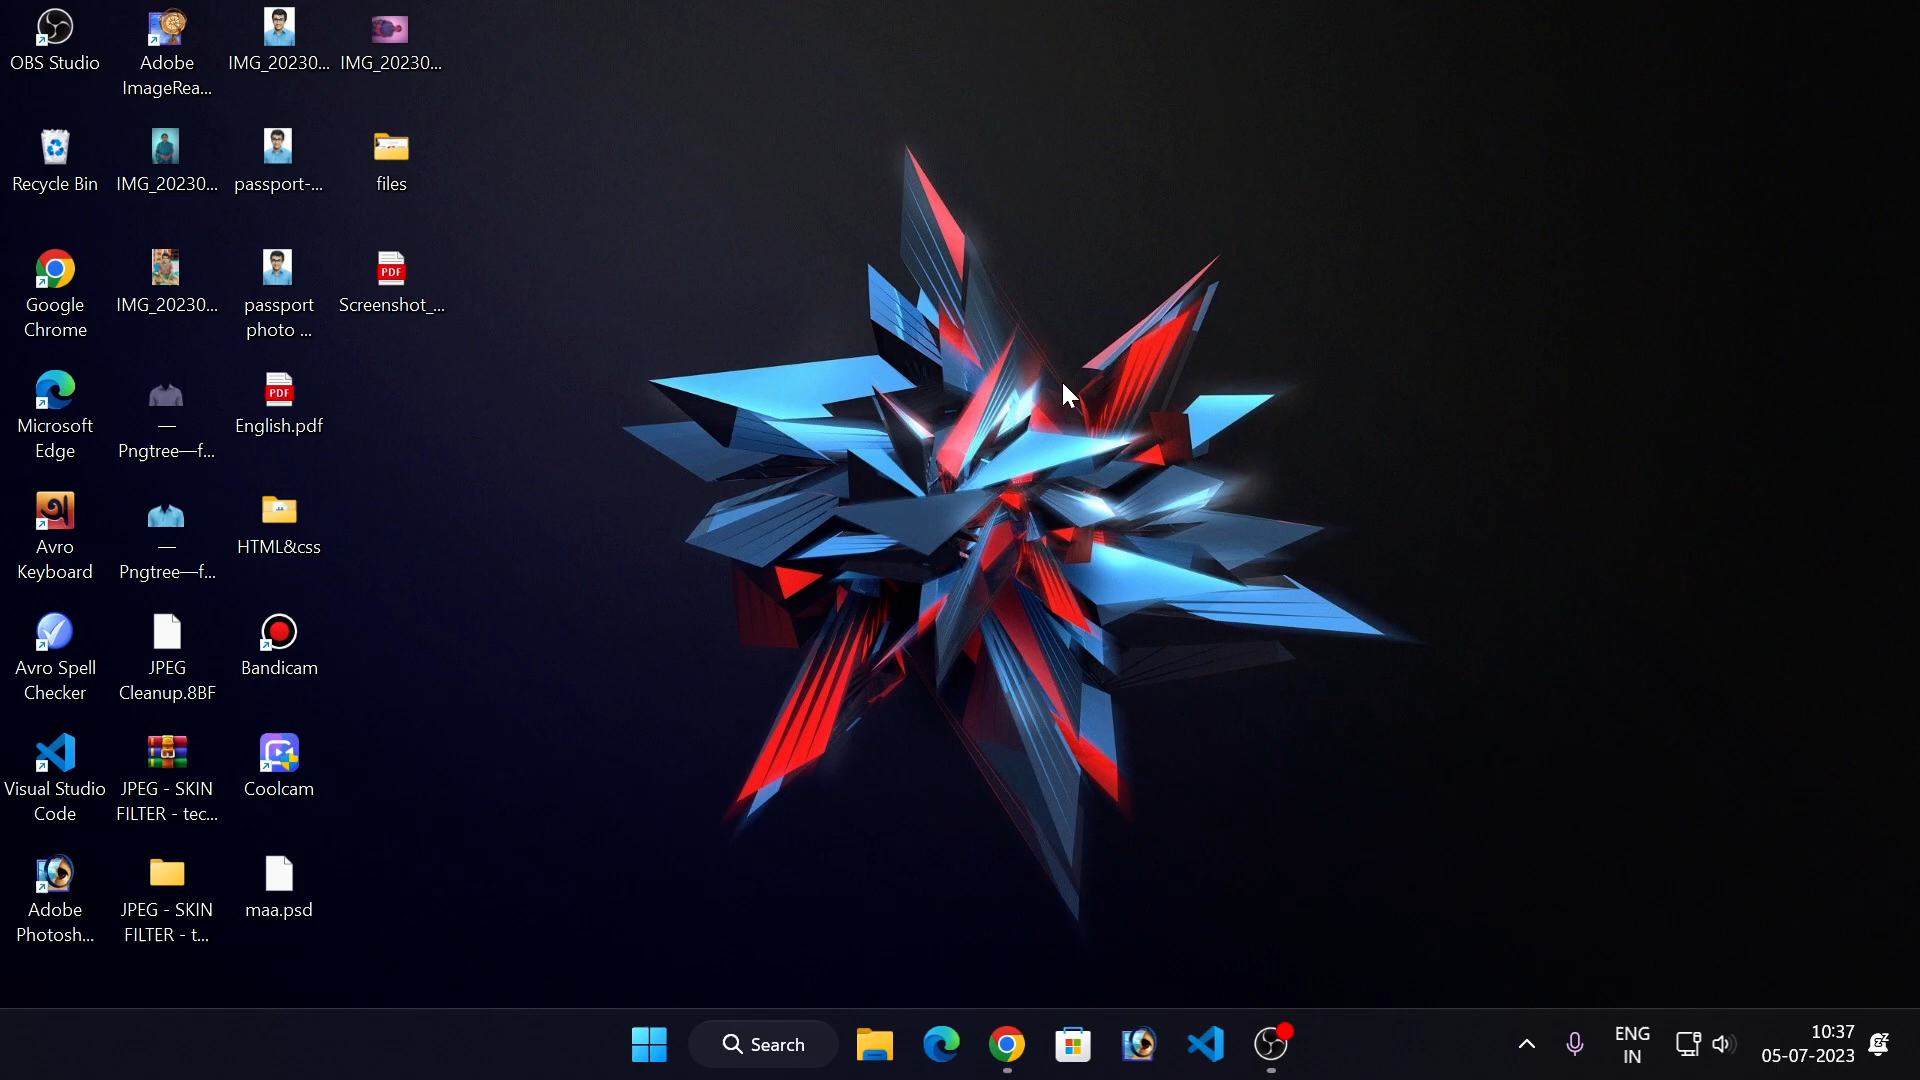 OBS Studio
Adobe
ImageRea...
IMG_20230...
IMG_20230...
Recycle Bin
IMG_20230...
passport-...
files
Google
Chrome
IMG_20230...
passport
photo ...
PDF
Screenshot_...
Microsoft
Edge
—
Pngtree—f...
PDF
English.pdf
অ
Avro
Keyboard
—
Pngtree—f...
HTML&css
Avro Spell
Checker
JPEG
Cleanup.8BF
Bandicam
Visual Studio
Code
JPEG - SKIN
FILTER - tec...
Coolcam
Adobe
Photosh...
JPEG - SKIN
FILTER - t...
maa.psd
Search
ENG
IN
10:37
05-07-2023